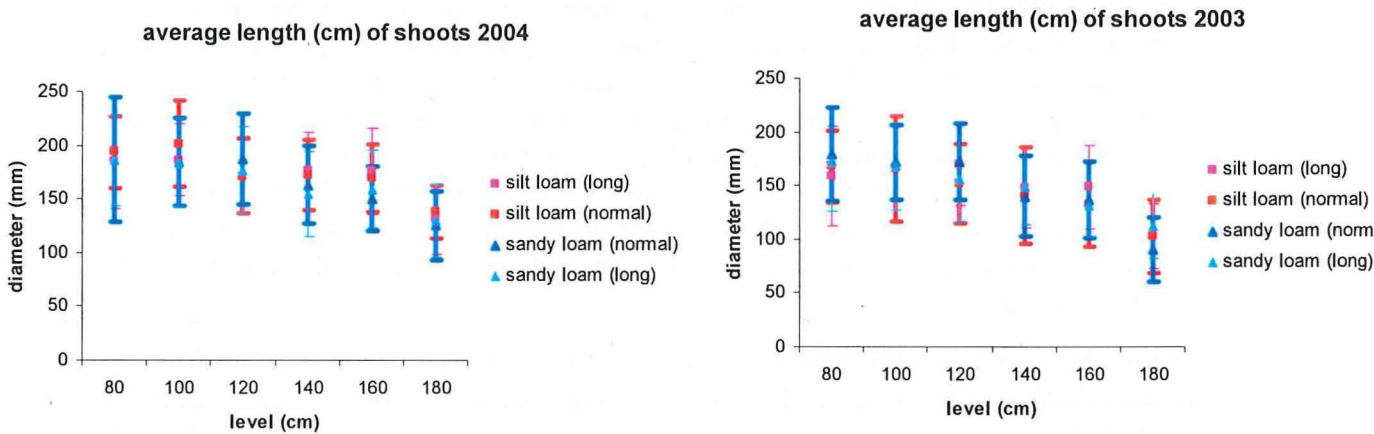 average length (cm) of shoots 2004
diameter (mm)
250
200
150
100
50
0
80 100 120 140 160 180
level (cm)
silt loam (long)
silt loam (normal)
sandy loam (normal)
sandy loam (long)
average length (cm) of shoots 2003
diameter (mm)
250
200
150
100
50
0
80 100 120 140 160 180
level (cm)
silt loam (long)
silt loam (normal)
sandy loam (norm
sandy loam (long)